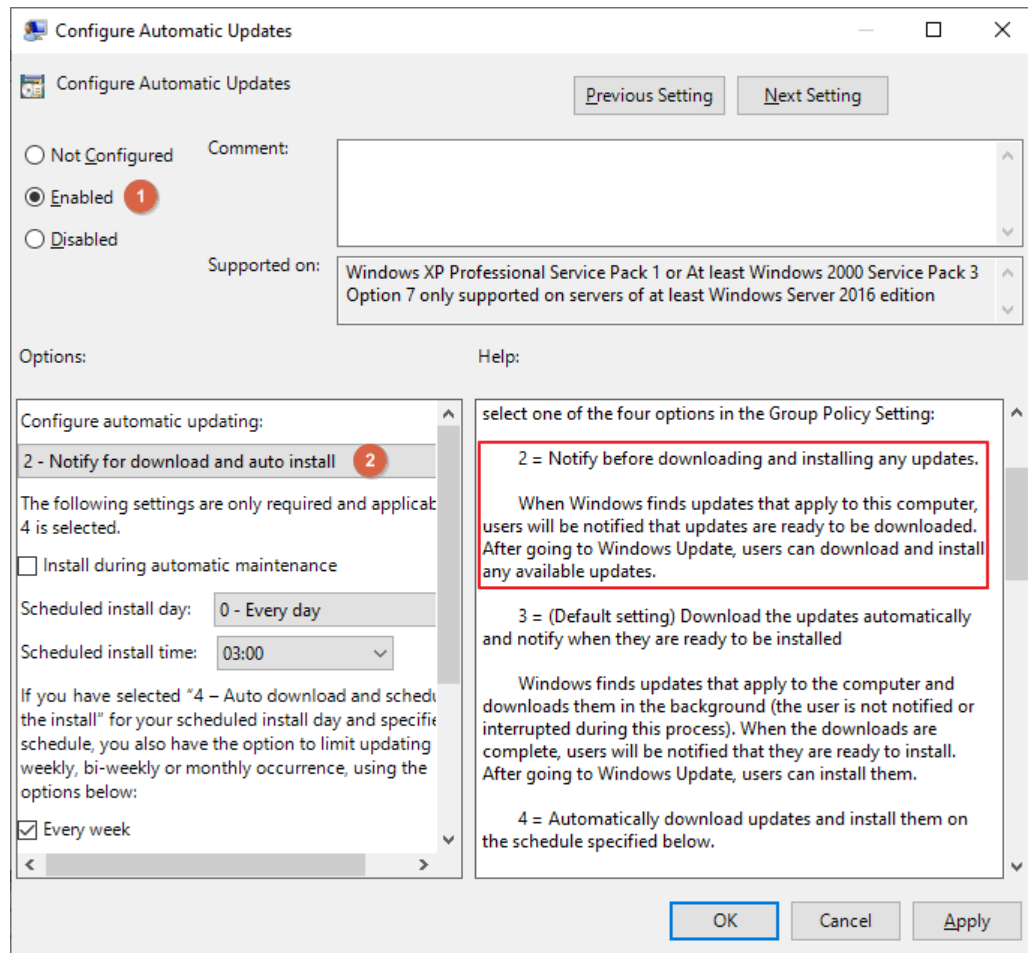 Configure Automatic Updates
Configure Automatic Updates
Previous Setting
Next Setting
Not Configured
Enabled
1
Disabled
Comment:
Supported on:
Windows XP Professional Service Pack 1 or At least Windows 2000 Service Pack 3
Option 7 only supported on servers of at least Windows Server 2016 edition
Options:
Help:
Configure automatic updating:
2 - Notify for download and auto install
2
The following settings are only required and applicab
4 is selected.
Install during automatic maintenance
Scheduled install day:
0 - Every day
Scheduled install time:
03:00
If you have selected “4 – Auto download and schedu
the install” for your scheduled install day and specifie
schedule, you also have the option to limit updating
weekly, bi-weekly or monthly occurrence, using the
options below:
Every week
select one of the four options in the Group Policy Setting:
2 = Notify before downloading and installing any updates.
When Windows finds updates that apply to this computer,
users will be notified that updates are ready to be downloaded.
After going to Windows Update, users can download and install
any available updates.
3 = (Default setting) Download the updates automatically
and notify when they are ready to be installed
Windows finds updates that apply to the computer and
downloads them in the background (the user is not notified or
interrupted during this process). When the downloads are
complete, users will be notified that they are ready to install.
After going to Windows Update, users can install them.
4 = Automatically download updates and install them on
the schedule specified below.
OK
Cancel
Apply